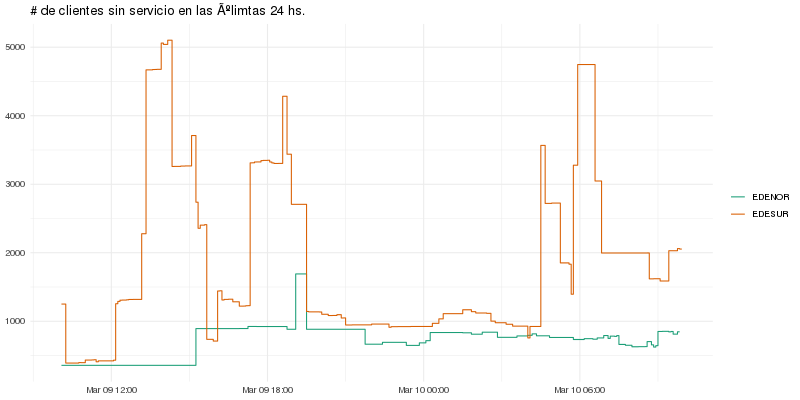 # de clientes sin servicio en las Ãºlimtas 24 hs.
5000
4000
3000
2000
1000
Mar 09 12:00
Mar 09 18:00
Mar 10 00:00
Mar 10 06:00
EDENOR
EDESUR